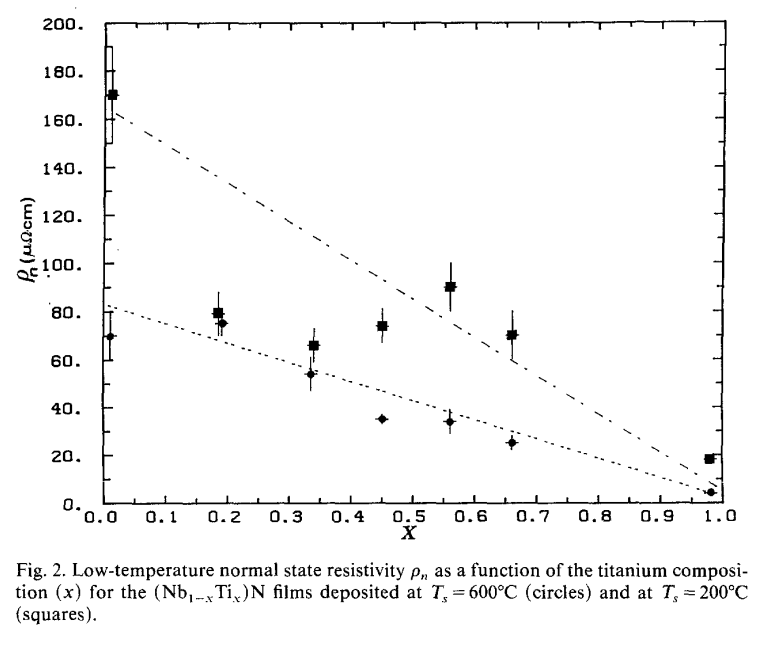 200.
180.
160.
140.
120.
100.
80.
60.
40.
20.
0.
ρn (μΩcm)
0.0 0.1 0.2 0.3 0.4 0.5 0.6 0.7 0.8 0.9 1.0
X
Fig. 2. Low-temperature normal state resistivity ρn as a function of the titanium composi-
tion (x) for the (Nb1−xTix)N films deposited at Ts = 600°C (circles) and at Ts = 200°C
(squares).